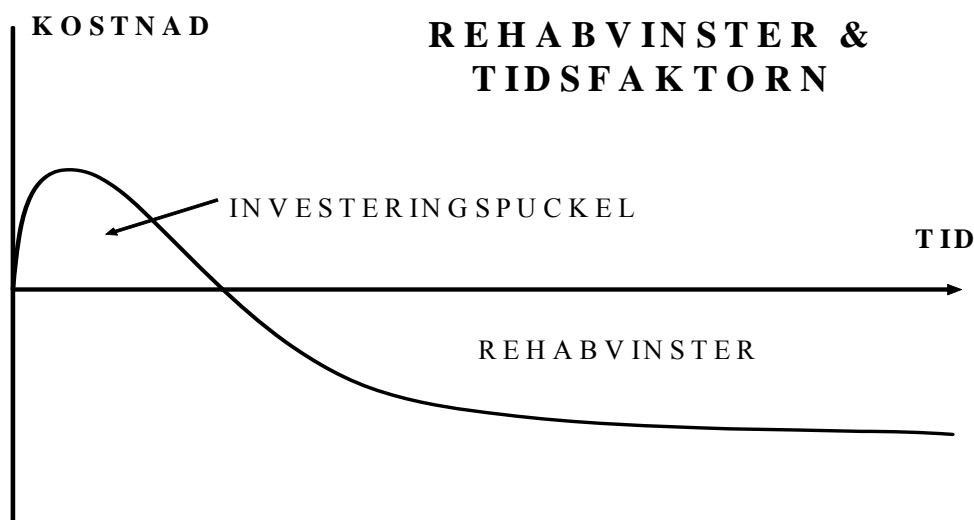 KOSTNAD
REHABVINSTER &
TIDSFAKTORN
INVESTERINGSPUCKEL
TID
REHABVINSTER